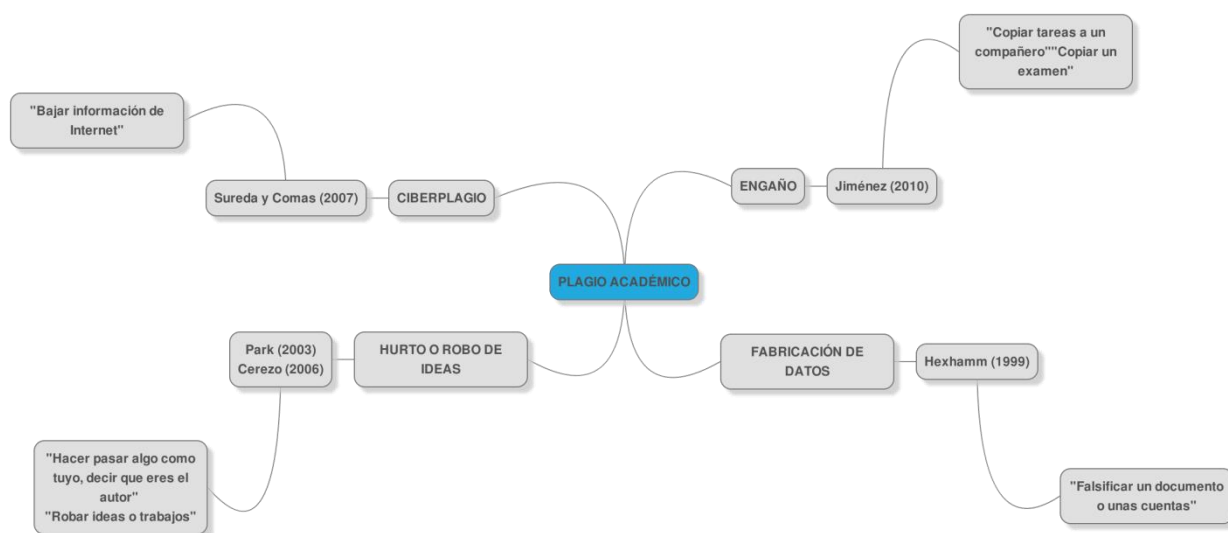 "Copiar tareas a un
compañero""Copiar un
examen"
"Bajar información de
Internet"
Sureda y Comas (2007)
CIBERPLAGIO
ENGAÑO
Jiménez (2010)
PLAGIO ACADÉMICO
Park (2003)
Cerezo (2006)
HURTO O ROBO DE
IDEAS
FABRICACIÓN DE
DATOS
Hexhamm (1999)
"Hacer pasar algo como
tuyo, decir que eres el
autor"
"Robar ideas o trabajos"
"Falsificar un documento
o unas cuentas"